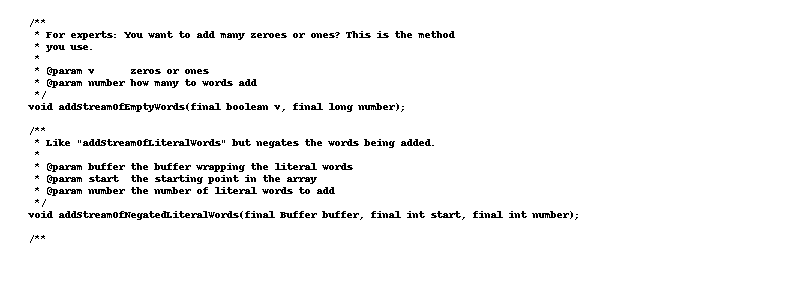 /**
 * For experts: You want to add many zeroes or ones? This is the method
 * you use.
 *
 * @param v      zeros or ones
 * @param number how many to words add
 */
void addStreamOfEmptyWords(final boolean v, final long number);

/**
 * Like "addStreamOfLiteralWords" but negates the words being added.
 *
 * @param buffer the buffer wrapping the literal words
 * @param start  the starting point in the array
 * @param number the number of literal words to add
 */
void addStreamOfNegatedLiteralWords(final Buffer buffer, final int start, final int number);

/**